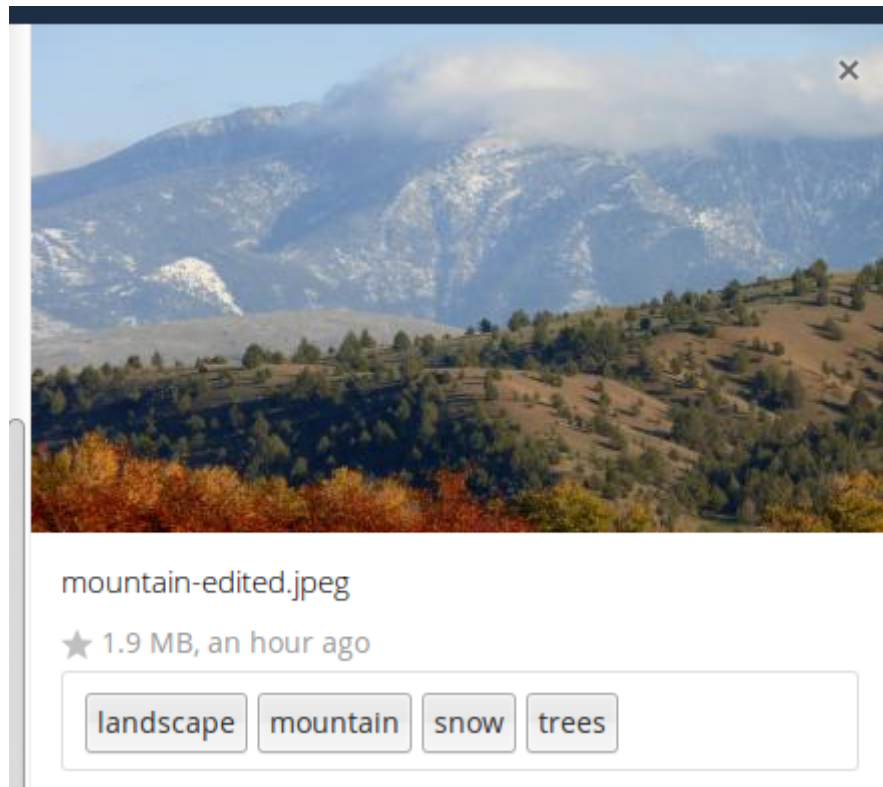 mountain-edited.jpeg
1.9 MB, an hour ago
landscape mountain snow trees